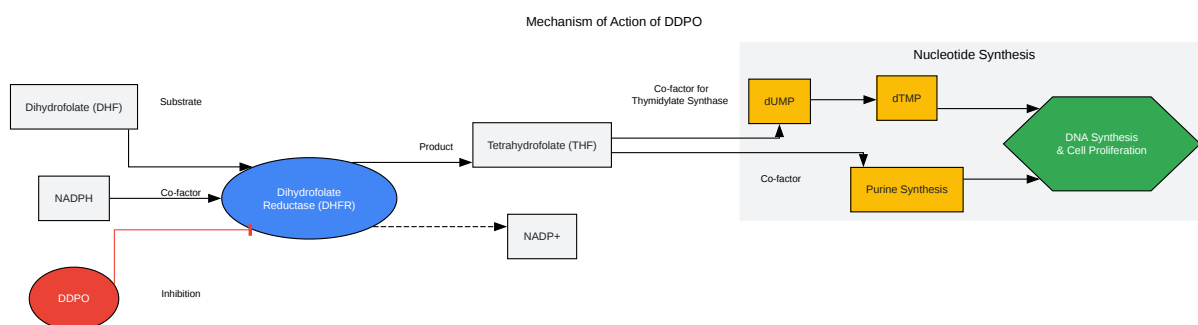 Mechanism of Action of DDPO
Nucleotide Synthesis
Dihydrofolate (DHF)
Substrate
Co-factor for
Thymidylate Synthase
dUMP
dTMP
DNA Synthesis
& Cell Proliferation
Product
Tetrahydrofolate (THF)
NADPH
Co-factor
Dihydrofolate
Reductase (DHFR)
Co-factor
Purine Synthesis
NADP+
DDPO
Inhibition